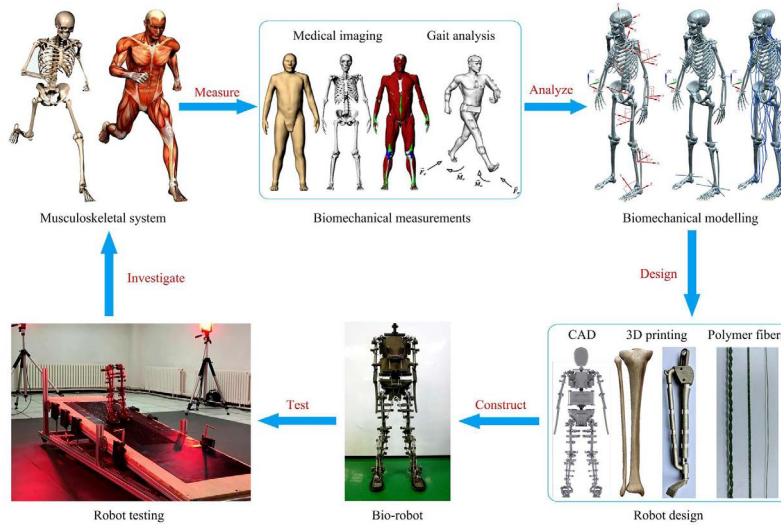 Medical imaging Gait analysis
Measure
Analyze
Musculoskeletal system
Biomechanical measurements
Biomechanical modelling
Investigate
Design
CAD 3D printing Polymer fibers
Test
Construct
Robot testing
Bio-robot
Robot design